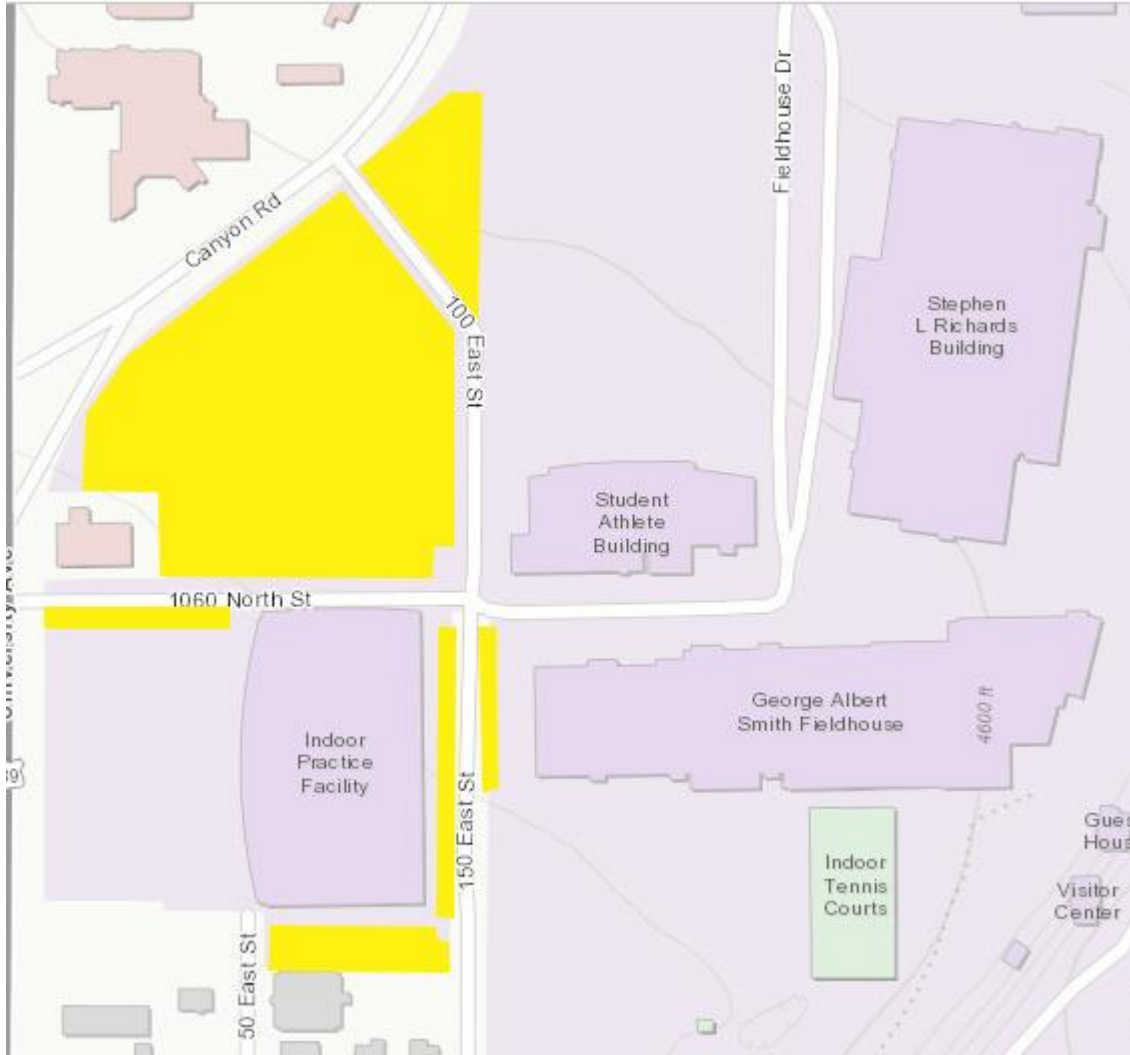 Fieldhouse Dr
Canyon Rd
Stephen
L Richards
Building
100 East St
Student
Athlete
Building
1060 North St
George Albert
Smith Fieldhouse
4600 ft
Indoor
Practice
Facility
150 East St
Indoor
Tennis
Courts
Visitor
Center
50 East St